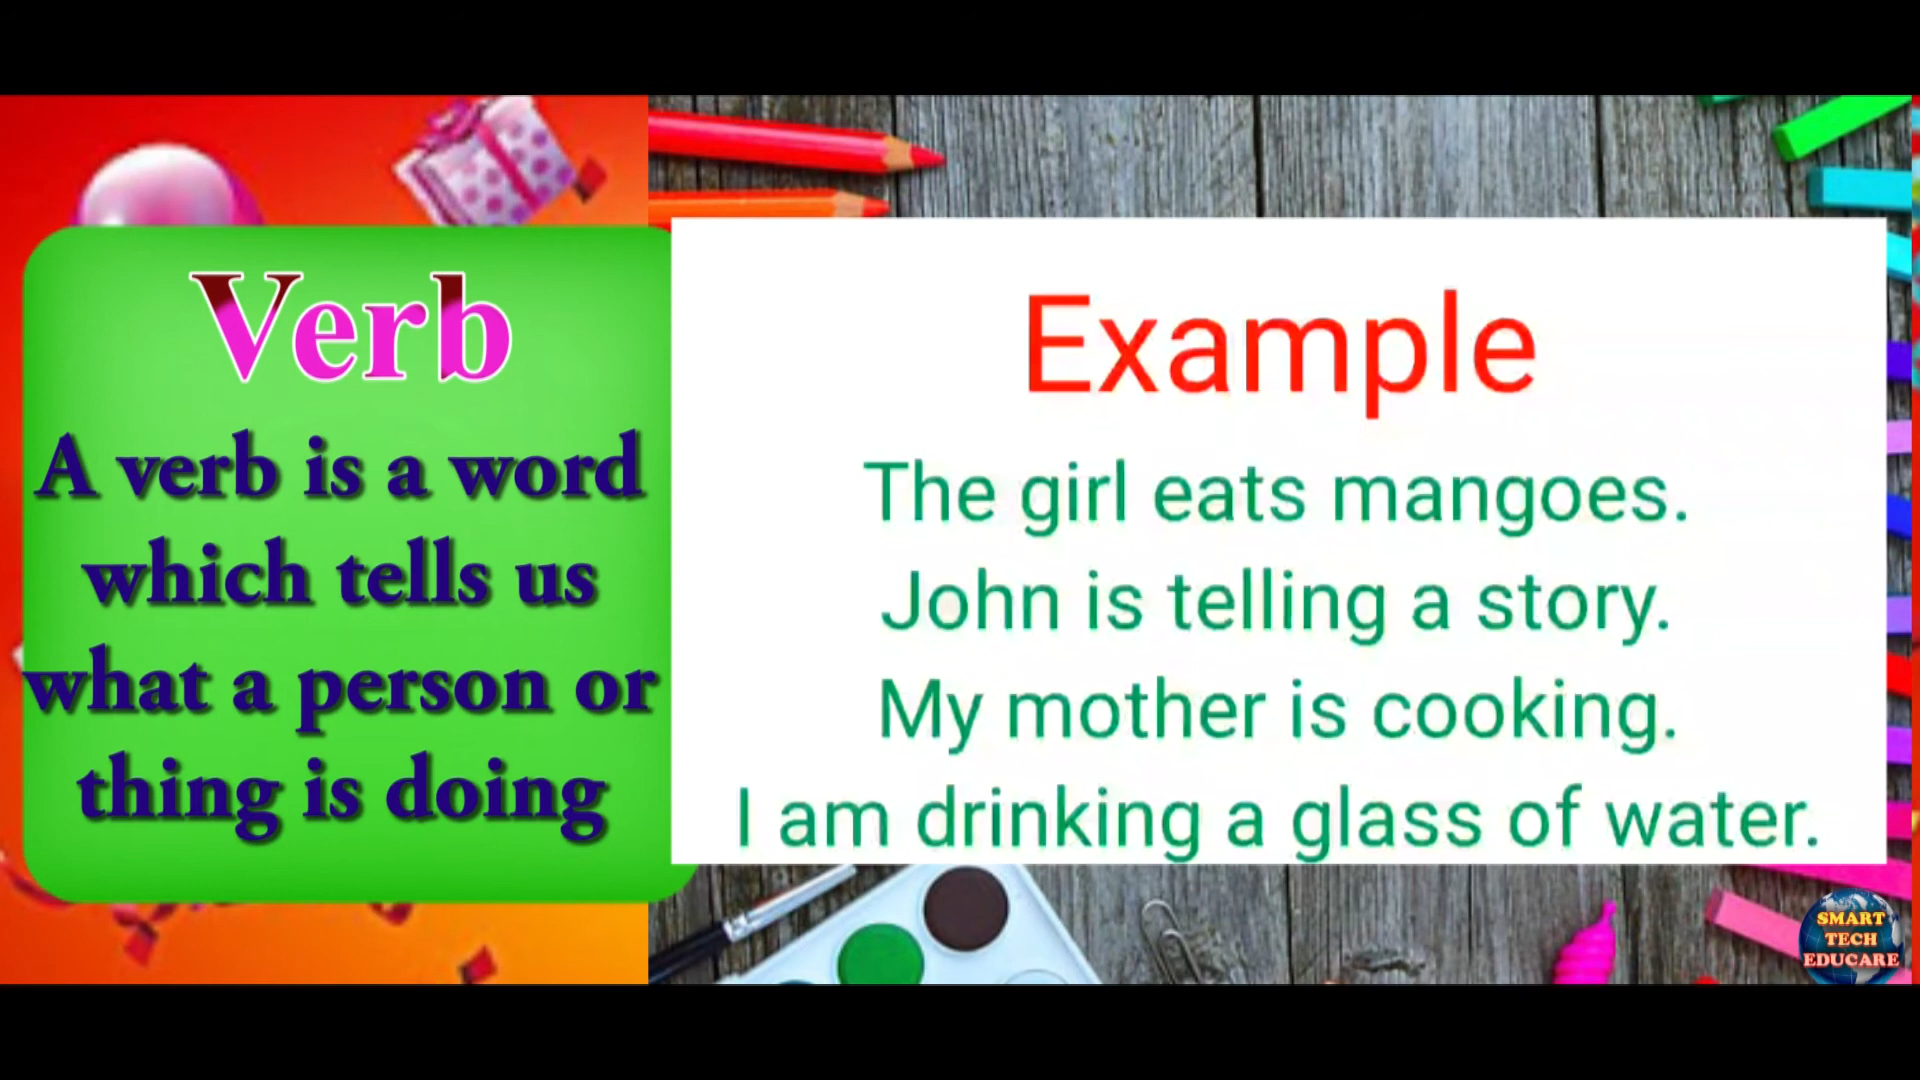 Verb
A verb is a word
which tells us
what a person or
thing is doing
Example
The girl eats mangoes.
John is telling a story.
My mother is cooking.
I am drinking a glass of water.
SMART
TECH
EDUCARE